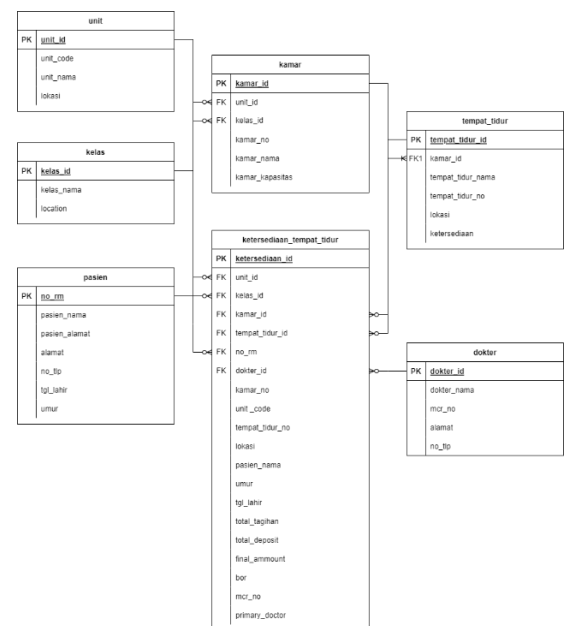 unit
PK unit_id
unit_code
unit_nama
lokasi
kelas
PK kelas_id
kelas_nama
location
pasien
PK no_rm
pasien_nama
pasien_alamat
alamat
no_tlp
tgl_lahir
umur
kamar
PK kamar_id
FK unit_id
FK kelas_id
kamar_no
kamar_nama
kamar_kapasitas
ketersediaan_tempat_tidur
PK ketersediaan_id
FK unit_id
FK kelas_id
FK kamar_id
FK tempat_tidur_id
FK no_rm
FK dokter_id
kamar_no
unit _code
tempat_tidur_no
lokasi
pasien_nama
umur
tgl_lahir
total_tagihan
total_deposit
final_ammount
bor
mcr_no
primary_doctor
tempat_tidur
PK tempat_tidur_id
FK1 kamar_id
tempat_tidur_nama
tempat_tidur_no
lokasi
ketersediaan
dokter
PK dokter_id
dokter_nama
mcr_no
alamat
no_tlp